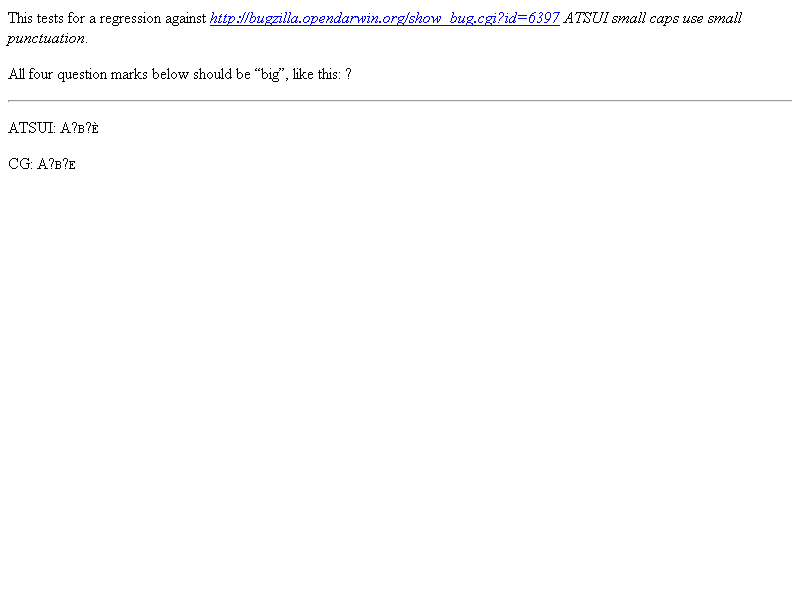 This tests for a regression against http://bugzilla.opendarwin.org/show_bug.cgi?id=6397 ATSUI small caps use small
punctuation.
All four question marks below should be “big”, like this: ?
ATSUI: A?ʙ?ѐ
CG: A?ʙ?ᴇ